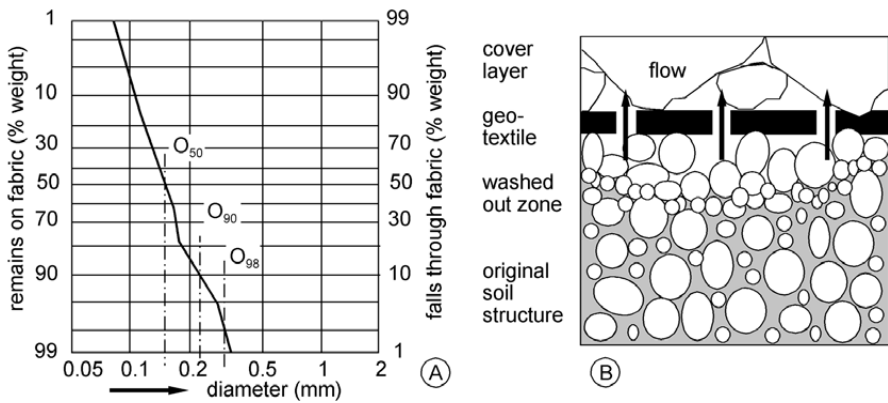 remains on fabric (% weight)
1
10
30
50
70
90
99
99
90
70
50
30
10
1
falls through fabric (% weight)
O50
O90
O98
0.05
0.1
0.2
0.5
1
2
diameter (mm)
A
cover
layer
flow
geo-
textile
washed
out zone
original
soil
structure
B